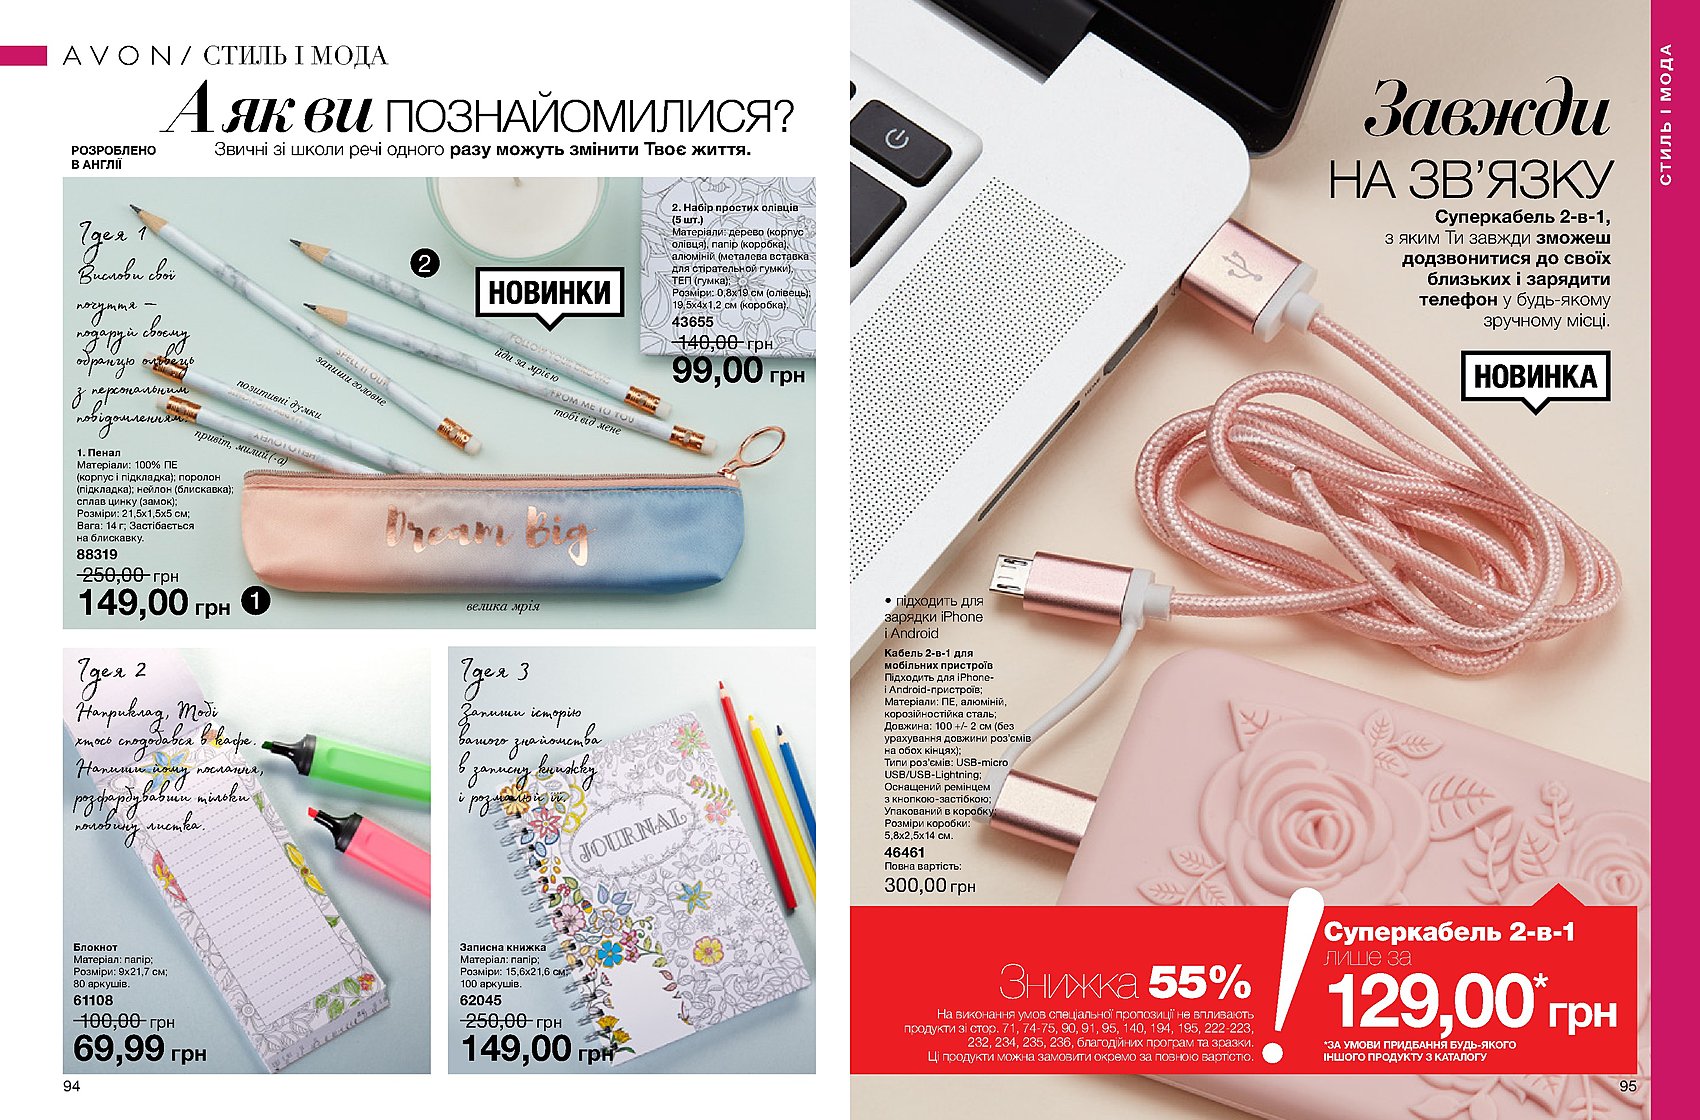 AVON / СТИЛЬ І МОДА
А як ви ПОЗНАЙОМИЛИСЯ?
РОЗРОБЛЕНО
В АНГЛІЇ
Звичні зі школи речі одного разу можуть змінити Твоє життя.
Ідея 1
Вислови свої
почуття –
подаруй своєму
обранцю олівець
з персональним
повідомленням.
2
НОВИНКИ
2. Набір простих олівців
(5 шт.)
Матеріали: дерево (корпус
олівця), папір (коробка),
алюміній (металева вставка
для стирательної гумки),
ТЕП (гумка);
Розміри: 0,8х19 см (олівець);
19,5х4х1,2 см (коробка).
43655
140,00 грн
99,00 грн
SPELL IT OUT
запиши головне
йди за мрією
FROM ME TO YOU
тобі від мене
позитивні думки
привіт, милий(-а)
1. Пенал
Матеріали: 100% ПЕ
(корпус і підкладка); поролон
(підкладка); нейлон (блискавка);
сплав цинку (замок);
Розміри: 21,5х1,5х5 см;
Вага: 14 г; Застібається
на блискавку.
88319
250,00 грн
149,00 грн
1
Dream Big
велика мрія
Ідея 2
Наприклад, Тобі
хтось сподобався в кафе.
Напиши йому послання,
розфарбувавши тільки
половину листка.
Блокнот
Матеріал: папір;
Розміри: 9х21,7 см;
80 аркушів.
61108
100,00 грн
69,99 грн
Ідея 3
Запиши історію
вашого знайомства
в записну книжку
і розмалюй її.
JOURNAL
Записна книжка
Матеріал: папір;
Розміри: 15,6х21,6 см;
100 аркушів.
62045
250,00 грн
149,00 грн
94
СТИЛЬ І МОДА
Завжди
НА ЗВ'ЯЗКУ
Суперкабель 2-в-1,
з яким Ти завжди зможеш
додзвонитися до своїх
близьких і зарядити
телефон у будь-якому
зручному місці.
НОВИНКА
• підходить для
зарядки iPhone
і Android
Кабель 2-в-1 для
мобільних пристроїв
Підходить для iPhone-
і Android-пристроїв;
Матеріали: ПЕ, алюміній,
корозійностійка сталь;
Довжина: 100 +/- 2 см (без
урахування довжини роз'ємів
на обох кінцях);
Типи роз'ємів: USB-micro
USB/USB-Lightning;
Оснащений ремінцем
з кнопкою-застібкою;
Упакований в коробку;
Розміри коробки:
5,8х2,5х14 см.
46461
Повна вартість:
300,00 грн
Знижка 55%
На виконання умов спеціальної пропозиції не впливають
продукти зі стор. 71, 74-75, 90, 91, 95, 140, 194, 195, 222-223,
232, 234, 235, 236, благодійних програм та зразки.
Ці продукти можна замовити окремо за повною вартістю.
!
Суперкабель 2-в-1
лише за
129,00* грн
*ЗА УМОВИ ПРИДБАННЯ БУДЬ-ЯКОГО
ІНШОГО ПРОДУКТУ З КАТАЛОГУ
95